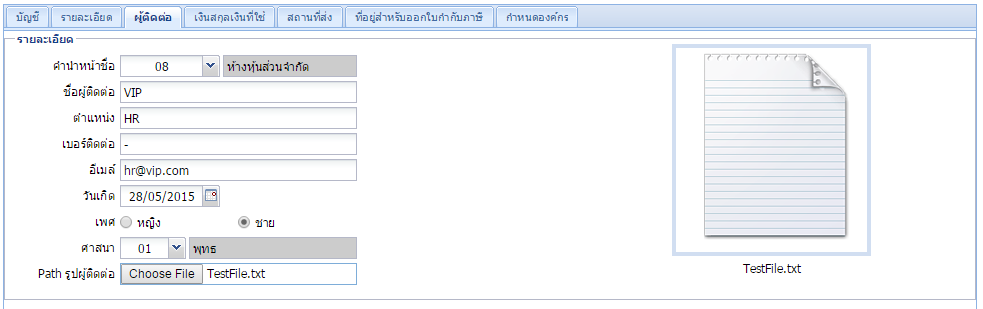 บัญชี รายละเอียด ผู้ติดต่อ เงินสกุลเงินที่ใช้ สถานที่ส่ง ที่อยู่สำหรับออกใบกำกับภาษี กำหนดองค์กร
รายละเอียด
คำนำหน้าชื่อ 08 ห้างหุ้นส่วนจำกัด
ชื่อผู้ติดต่อ VIP
ตำแหน่ง HR
เบอร์ติดต่อ -
อีเมล์ hr@vip.com
วันเกิด 28/05/2015
เพศ หญิง ชาย
ศาสนา 01 พุทธ
Path รูปผู้ติดต่อ Choose File TestFile.txt
TestFile.txt